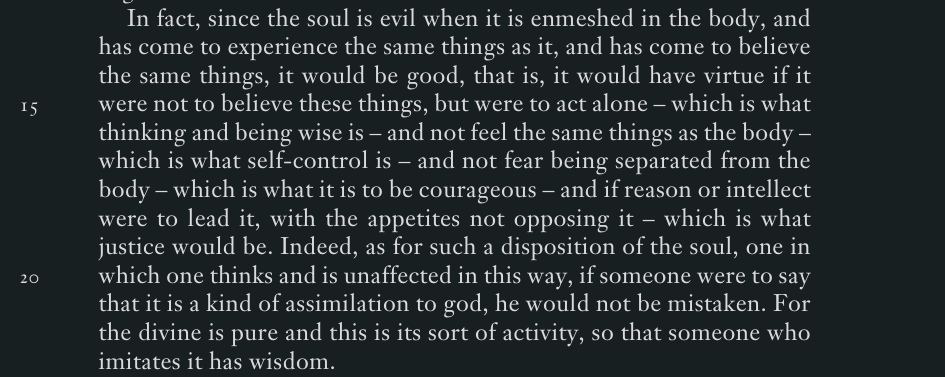 In fact, since the soul is evil when it is enmeshed in the body, and
has come to experience the same things as it, and has come to believe
the same things, it would be good, that is, it would have virtue if it
15 were not to believe these things, but were to act alone – which is what
thinking and being wise is – and not feel the same things as the body –
which is what self-control is – and not fear being separated from the
body – which is what it is to be courageous – and if reason or intellect
were to lead it, with the appetites not opposing it – which is what
justice would be. Indeed, as for such a disposition of the soul, one in
20 which one thinks and is unaffected in this way, if someone were to say
that it is a kind of assimilation to god, he would not be mistaken. For
the divine is pure and this is its sort of activity, so that someone who
imitates it has wisdom.